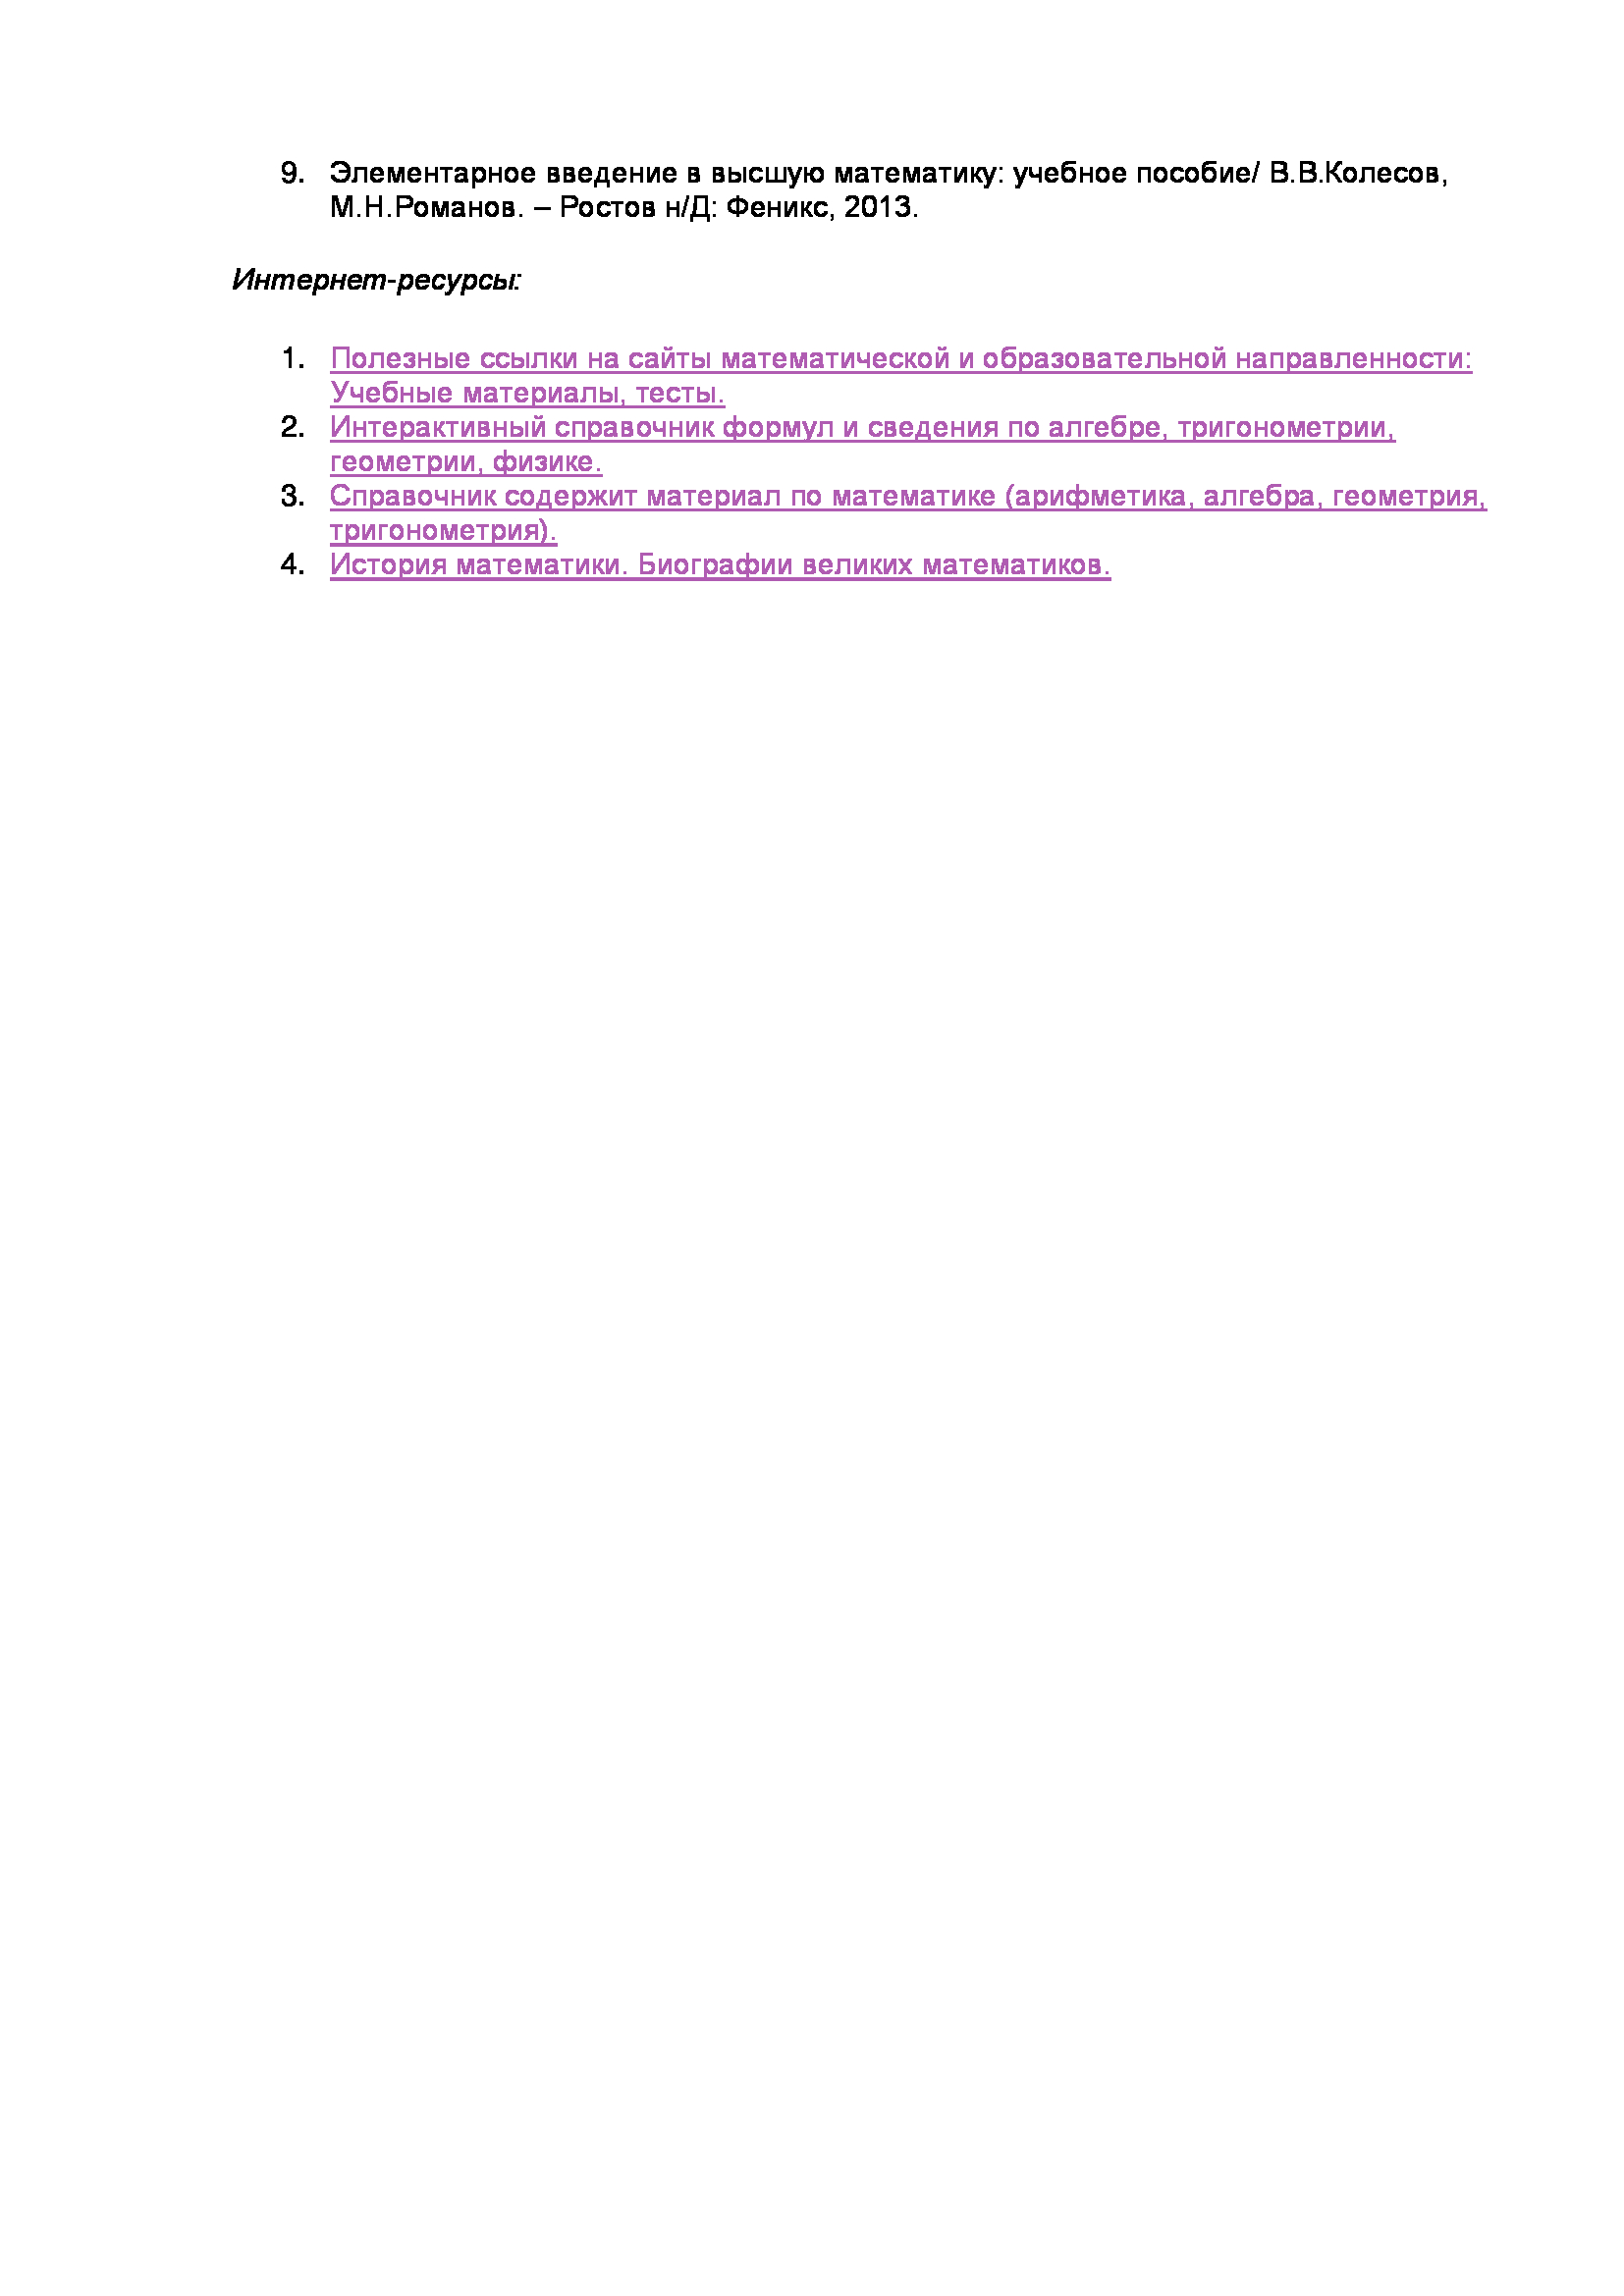 9. Элементарное введение в высшую математику: учебное пособие/ В.В.Колесов,
М.Н.Романов. – Ростов н/Д: Феникс, 2013.
Интернет-ресурсы:
1. Полезные ссылки на сайты математической и образовательной направленности:
Учебные материалы, тесты.
2. Интерактивный справочник формул и сведения по алгебре, тригонометрии,
геометрии, физике.
3. Справочник содержит материал по математике (арифметика, алгебра, геометрия,
тригонометрия).
4. История математики. Биографии великих математиков.